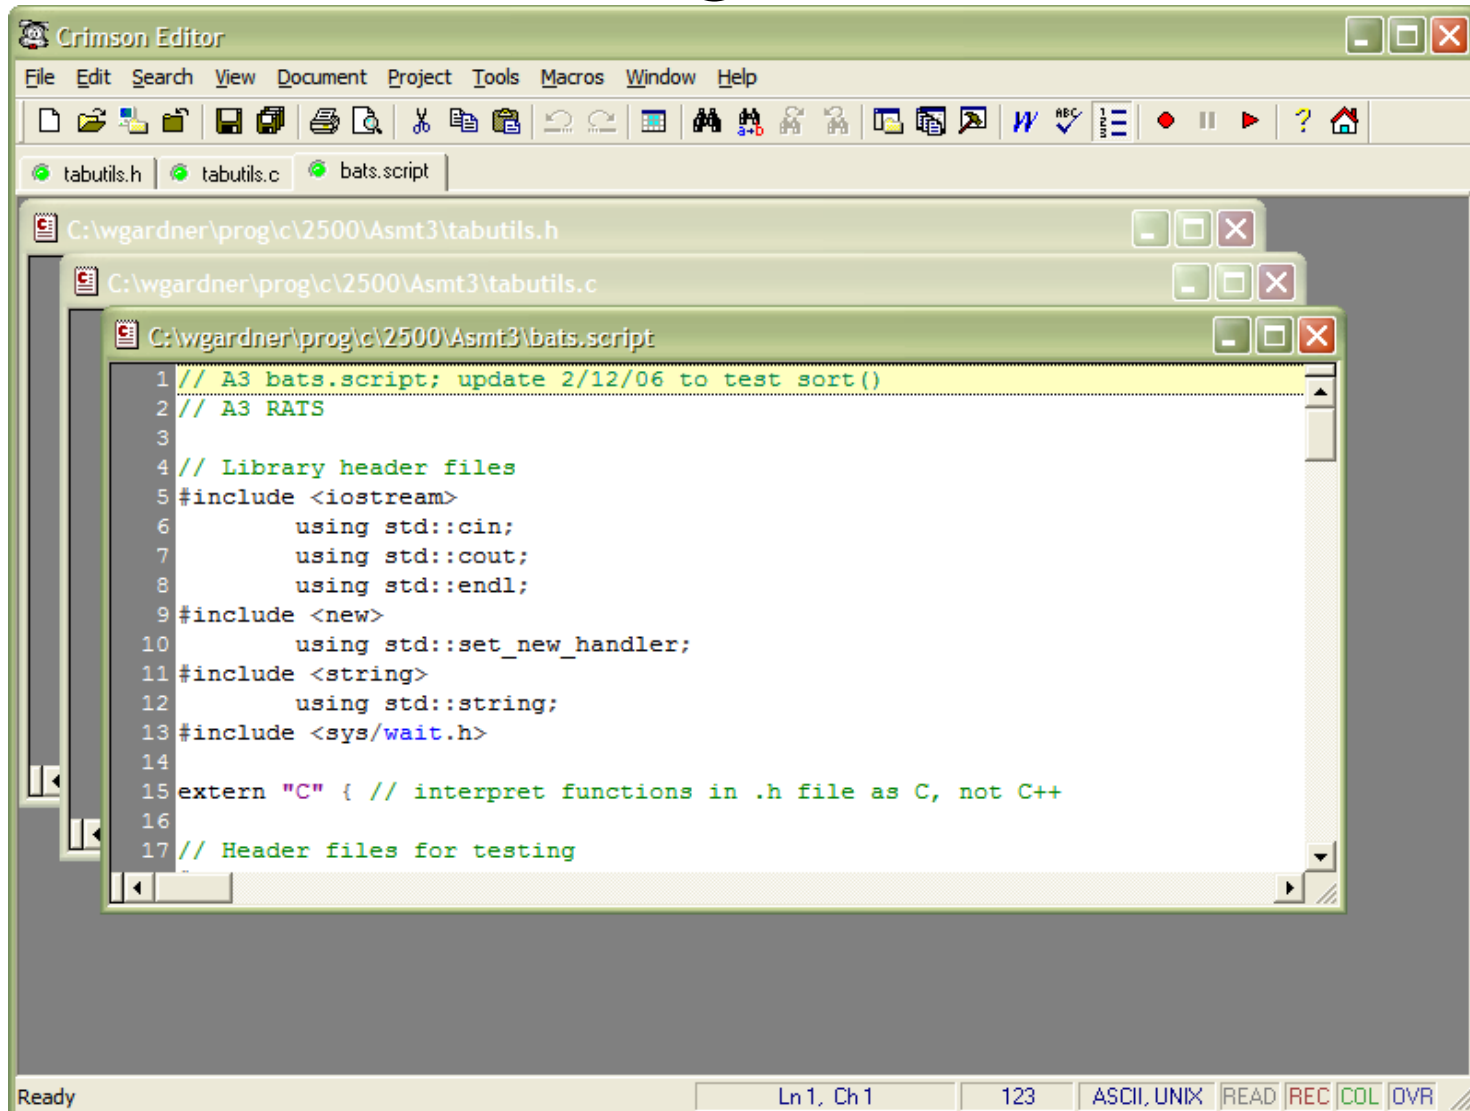 Crimson Editor
File Edit Search View Document Project Tools Macros Window Help
tabutils.h tabutils.c bats.script
C:\wgardner\prog\c\2500\Asmt3\tabutils.h
C:\wgardner\prog\c\2500\Asmt3\tabutils.c
C:\wgardner\prog\c\2500\Asmt3\bats.script
1 // A3 bats.script; update 2/12/06 to test sort()
2 // A3 RATS
3
4 // Library header files
5 #include <iostream>
6         using std::cin;
7         using std::cout;
8         using std::endl;
9 #include <new>
10         using std::set_new_handler;
11 #include <string>
12         using std::string;
13 #include <sys/wait.h>
14
15 extern "C" { // interpret functions in .h file as C, not C++
16
17 // Header files for testing
Ready Ln 1, Ch 1 123 ASCII, UNIX READ REC COL OVR